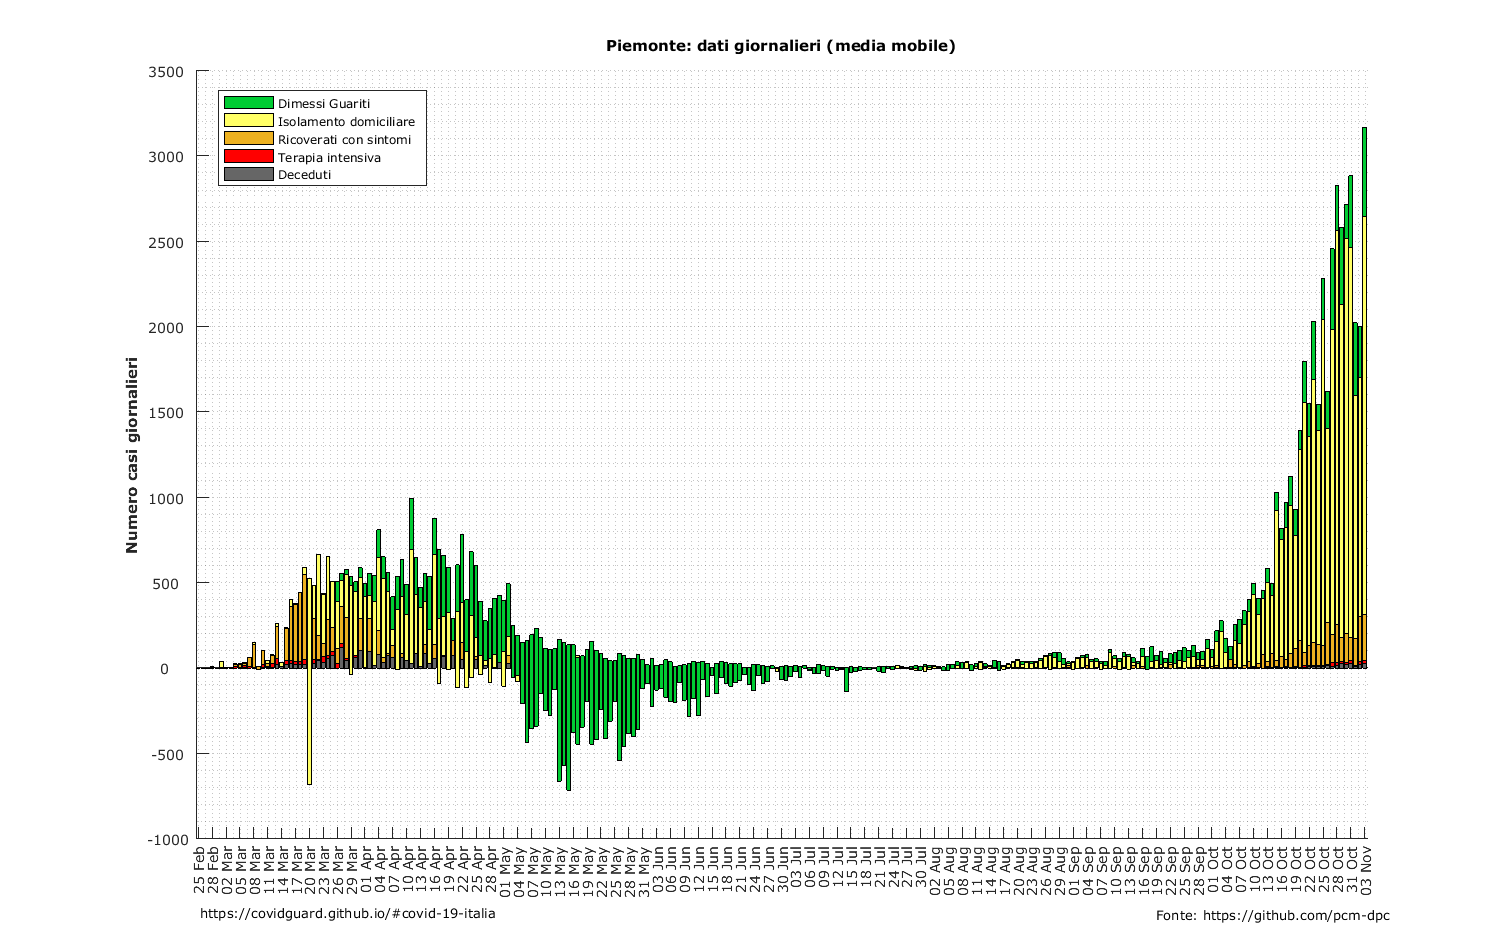 Piemonte: dati giornalieri (media mobile)
3500
3000
2500
2000
1500
1000
500
0
-500
-1000
Numero casi giornalieri
Dimessi Guariti
Isolamento domiciliare
Ricoverati con sintomi
Terapia intensiva
Deceduti
25 Feb
28 Feb
02 Mar
05 Mar
08 Mar
11 Mar
14 Mar
17 Mar
20 Mar
23 Mar
26 Mar
29 Mar
01 Apr
04 Apr
07 Apr
10 Apr
13 Apr
16 Apr
19 Apr
22 Apr
25 Apr
28 Apr
01 May
04 May
07 May
10 May
13 May
16 May
19 May
22 May
25 May
28 May
31 May
03 Jun
06 Jun
09 Jun
12 Jun
15 Jun
18 Jun
21 Jun
24 Jun
27 Jun
30 Jun
03 Jul
06 Jul
09 Jul
12 Jul
15 Jul
18 Jul
21 Jul
24 Jul
27 Jul
30 Jul
02 Aug
05 Aug
08 Aug
11 Aug
14 Aug
17 Aug
20 Aug
23 Aug
26 Aug
29 Aug
01 Sep
04 Sep
07 Sep
10 Sep
13 Sep
16 Sep
19 Sep
22 Sep
25 Sep
28 Sep
01 Oct
04 Oct
07 Oct
10 Oct
13 Oct
16 Oct
19 Oct
22 Oct
25 Oct
28 Oct
31 Oct
03 Nov
https://covidguard.github.io/#covid-19-italia
Fonte: https://github.com/pcm-dpc